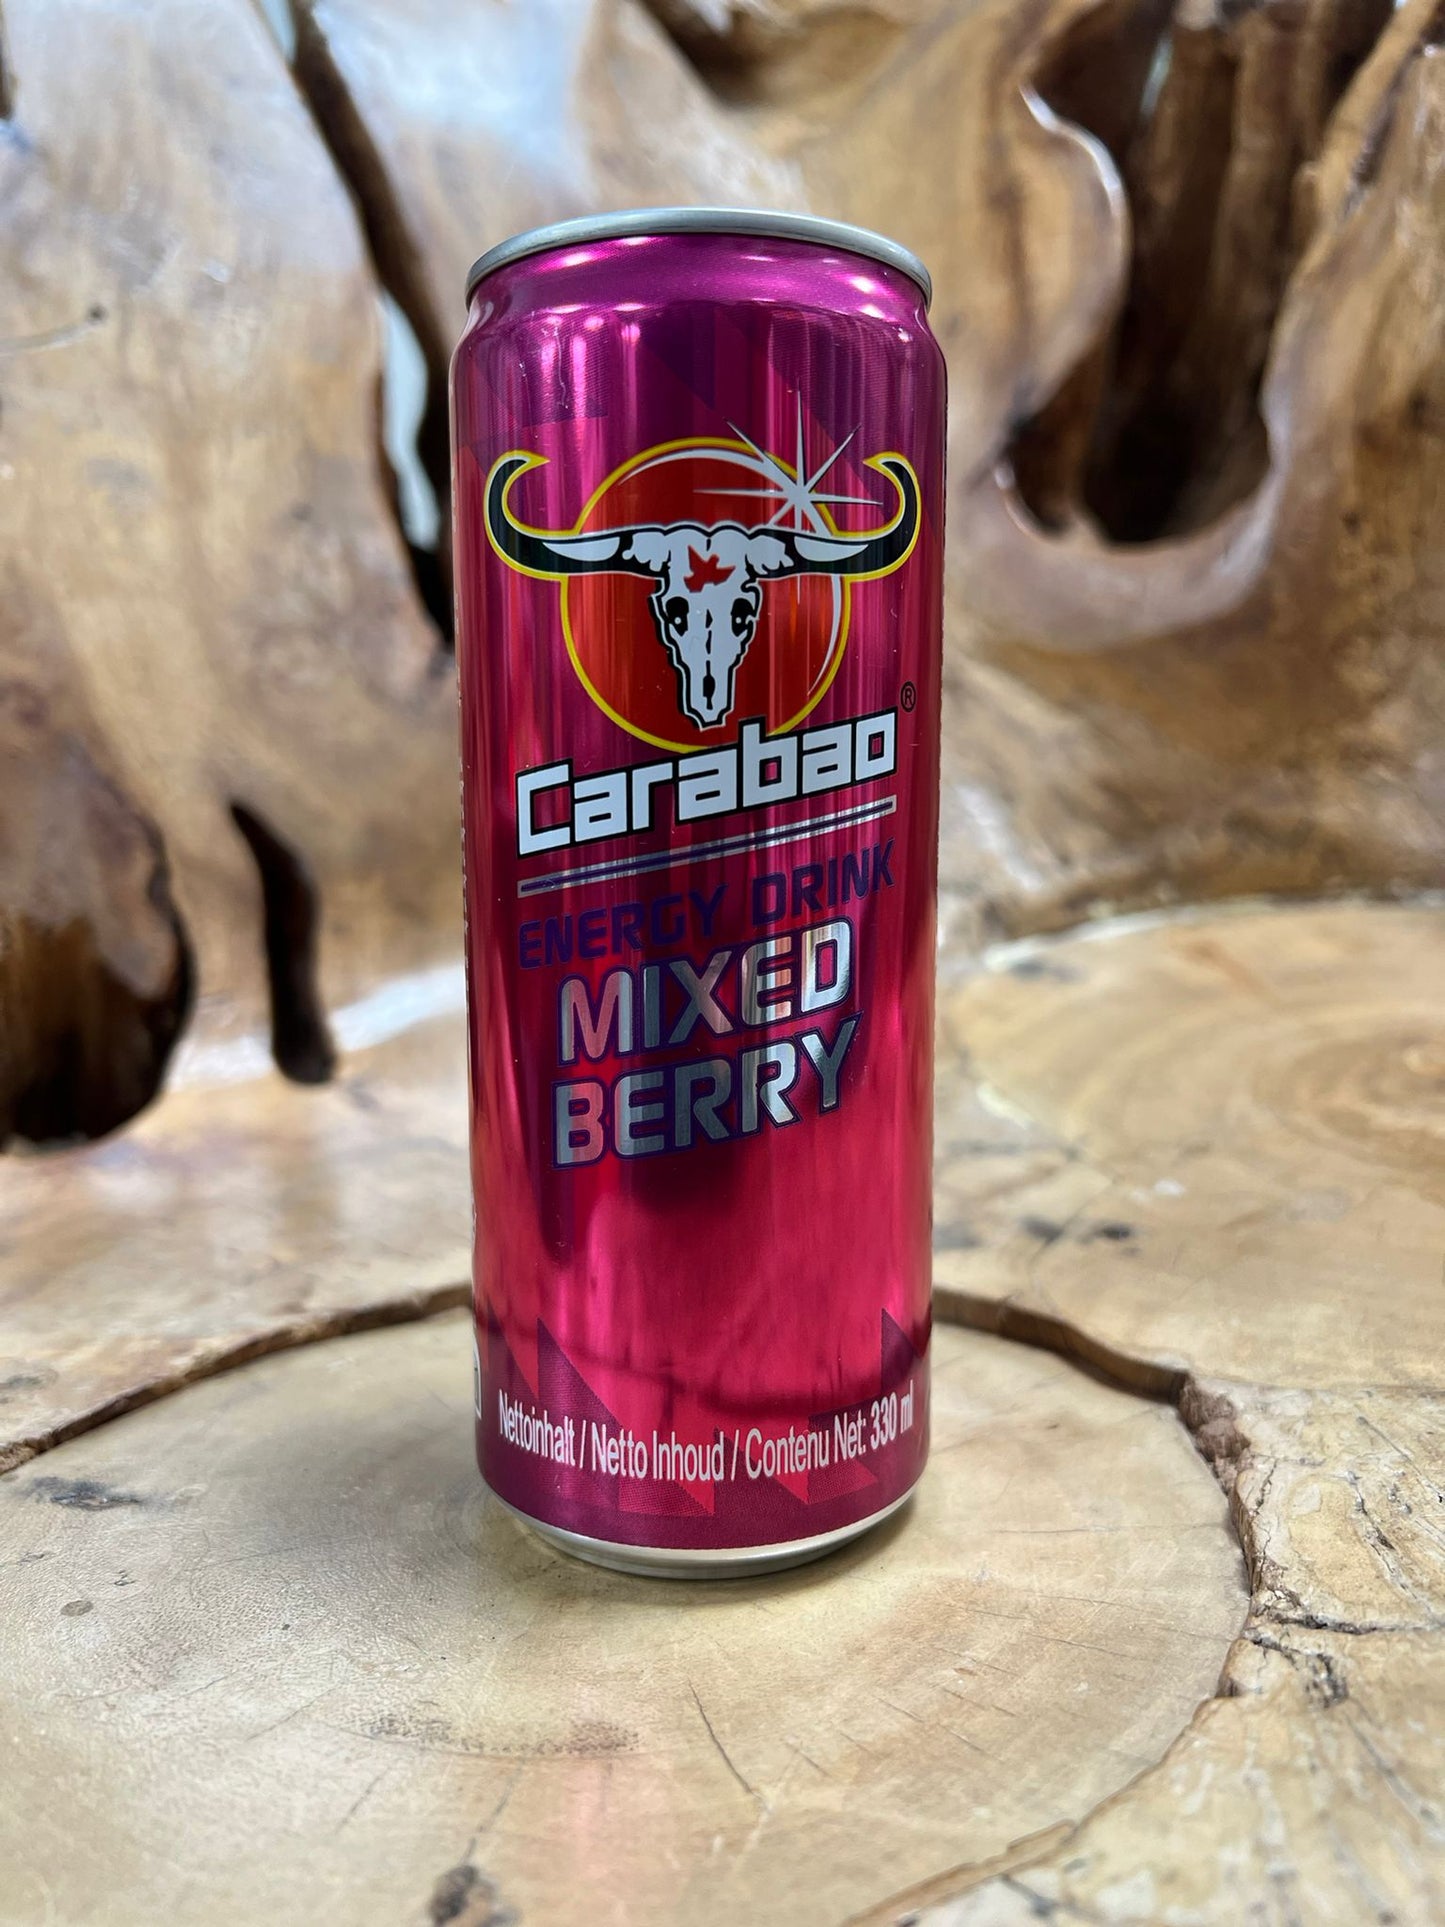 Carabao®
ENERGY DRINK
MIXED
BERRY
Nettoinhalt / Netto Inhoud / Contenu Net: 330 ml